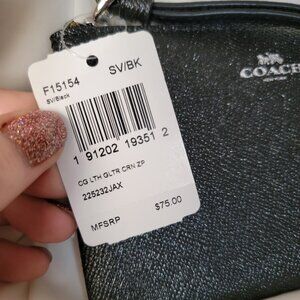 F15154 SV/BK
SV/Black
1 91202 19351 2
CG LTH GLTR CRN ZP
225232JAX
MFSRP $75.00
COACH